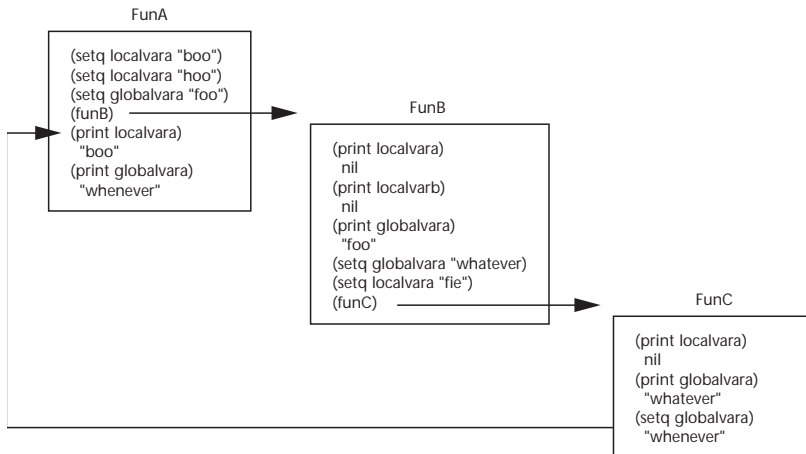 FunA
(setq localvara "boo")
(setq localvara "hoo")
(setq globalvara "foo")
(funB)
(print localvara)
"boo"
(print globalvara)
"whenever"
FunB
(print localvara)
nil
(print localvarb)
nil
(print globalvara)
"foo"
(setq globalvara "whatever)
(setq localvara "fie")
(funC)
FunC
(print localvara)
nil
(print globalvara)
"whatever"
(setq globalvara)
"whenever"